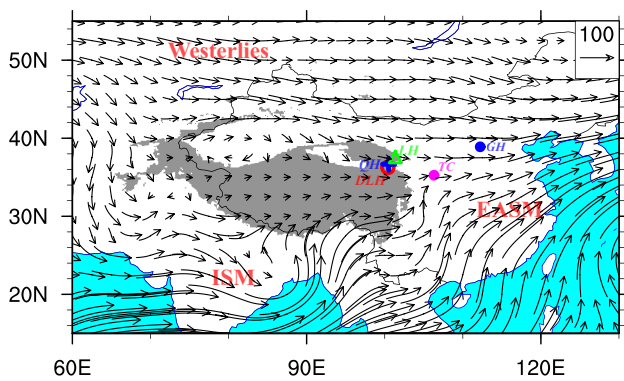 100
Westerlies
50N
40N
LH
GH
QH
TC
DLH
30N
EASM
ISM
20N
60E
90E
120E